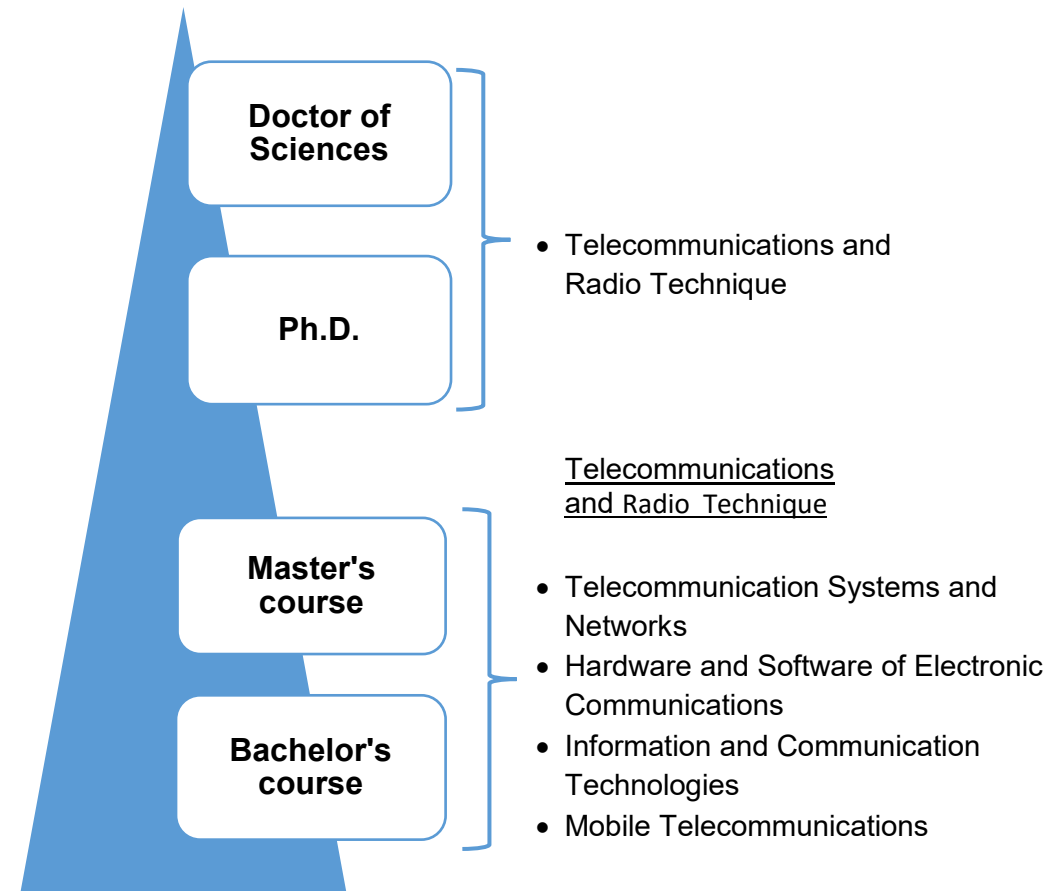 Doctor of
Sciences
Ph.D.
• Telecommunications and
Radio Technique
Master's
course
Bachelor's
course
Telecommunications
and Radio Technique
• Telecommunication Systems and
Networks
• Hardware and Software of Electronic
Communications
• Information and Communication
Technologies
• Mobile Telecommunications